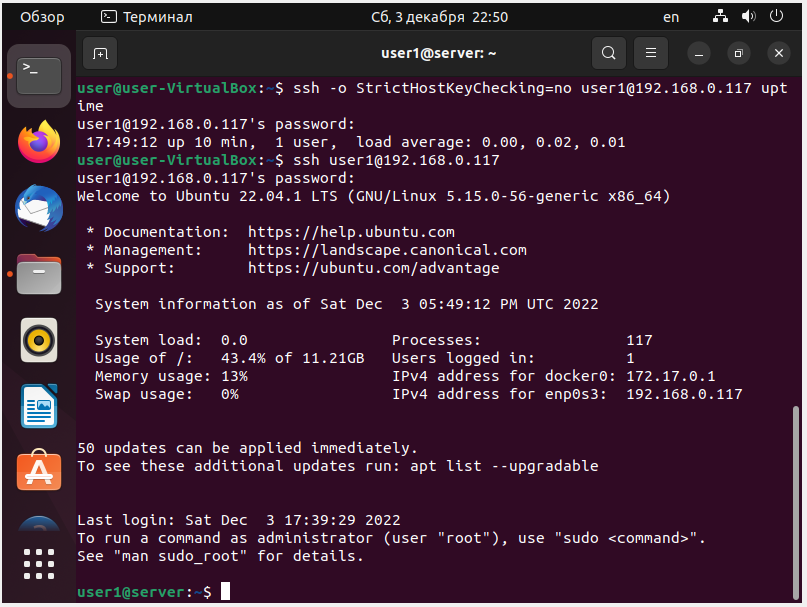 Обзор
Терминал
Сб, 3 декабря 22:50
en
user1@server: ~
user@user-VirtualBox:~$ ssh -o StrictHostKeyChecking=no user1@192.168.0.117 upt
ime
user1@192.168.0.117's password:
 17:49:12 up 10 min,  1 user,  load average: 0.00, 0.02, 0.01
user@user-VirtualBox:~$ ssh user1@192.168.0.117
user1@192.168.0.117's password:
Welcome to Ubuntu 22.04.1 LTS (GNU/Linux 5.15.0-56-generic x86_64)
 * Documentation:  https://help.ubuntu.com
 * Management:     https://landscape.canonical.com
 * Support:        https://ubuntu.com/advantage
  System information as of Sat Dec  3 05:49:12 PM UTC 2022
  System load:  0.0                Processes:                117
  Usage of /:   43.4% of 11.21GB   Users logged in:          1
  Memory usage: 13%                IPv4 address for docker0: 172.17.0.1
  Swap usage:   0%                 IPv4 address for enp0s3:  192.168.0.117
50 updates can be applied immediately.
To see these additional updates run: apt list --upgradable
Last login: Sat Dec  3 17:39:29 2022
To run a command as administrator (user "root"), use "sudo <command>".
See "man sudo_root" for details.
user1@server:~$